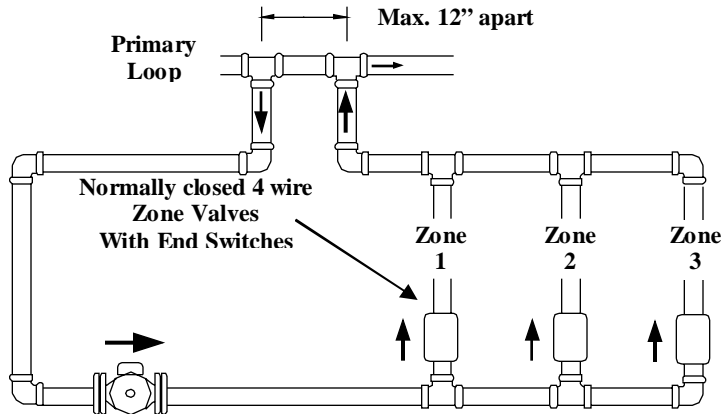 Max. 12” apart
Primary
Loop
Normally closed 4 wire
Zone Valves
With End Switches
Zone
1
Zone
2
Zone
3